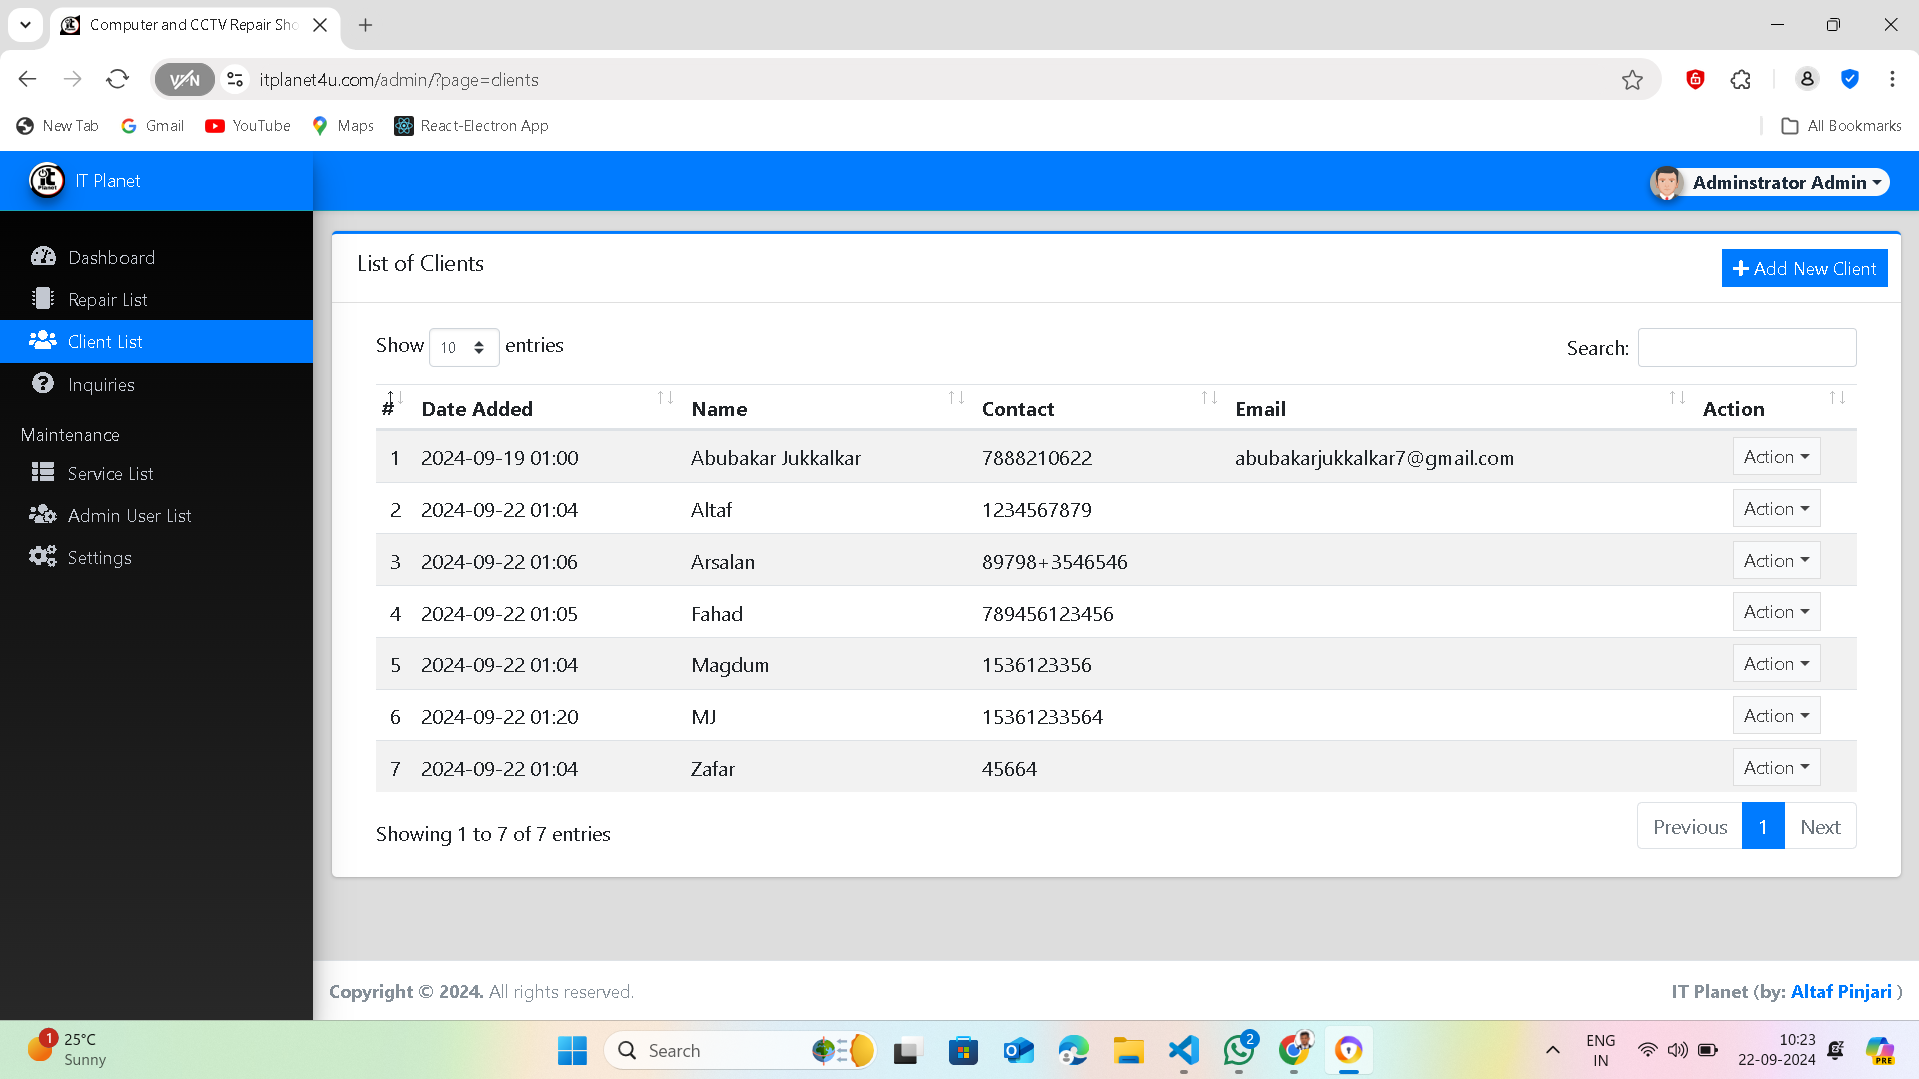 Computer and CCTV Repair Sho
VPN
itplanet4u.com/admin/?page=clients
New Tab
Gmail
YouTube
Maps
React-Electron App
All Bookmarks
IT Planet
Adminstrator Admin
Dashboard
Repair List
Client List
Inquiries
Maintenance
Service List
Admin User List
Settings
List of Clients
Add New Client
Show 10 entries
Search:
# Date Added Name Contact Email Action
1 2024-09-19 01:00 Abubakar Jukkalkar 7888210622 abubakarjukkalkar7@gmail.com Action
2 2024-09-22 01:04 Altaf 1234567879 Action
3 2024-09-22 01:06 Arsalan 89798+3546546 Action
4 2024-09-22 01:05 Fahad 789456123456 Action
5 2024-09-22 01:04 Magdum 1536123356 Action
6 2024-09-22 01:20 MJ 15361233564 Action
7 2024-09-22 01:04 Zafar 45664 Action
Showing 1 to 7 of 7 entries
Previous 1 Next
Copyright © 2024. All rights reserved.
IT Planet (by: Altaf Pinjari )
1
25°C
Sunny
Search
2
ENG
IN
10:23
22-09-2024
PRE